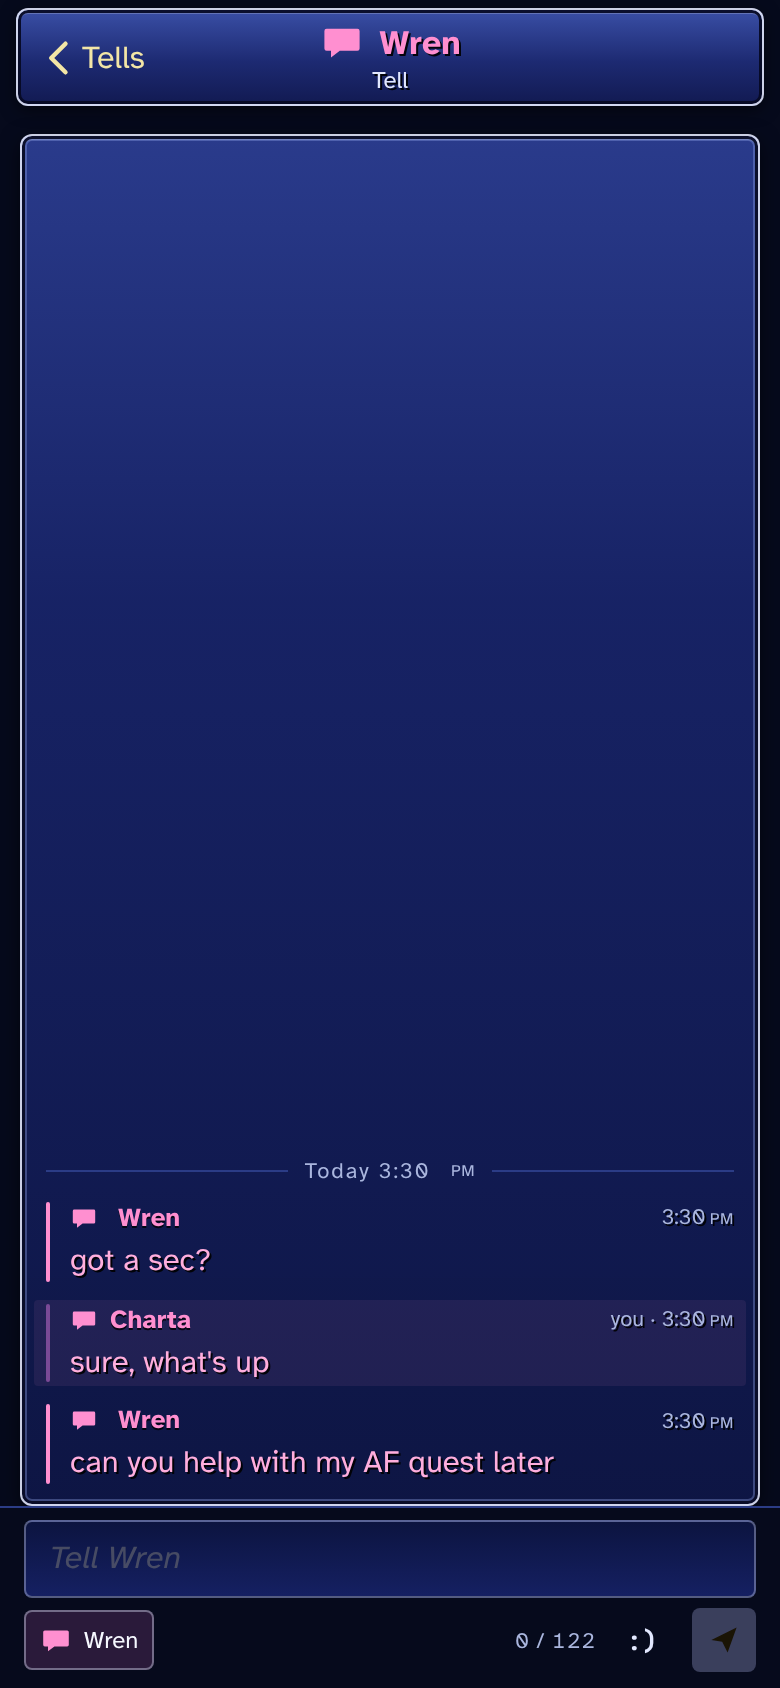 Tells
Wren
Tell
Today 3:30 PM
Wren 3:30 PM
got a sec?
Charta you · 3:30 PM
sure, what's up
Wren 3:30 PM
can you help with my AF quest later
Tell Wren
Wren 0 / 122 :)